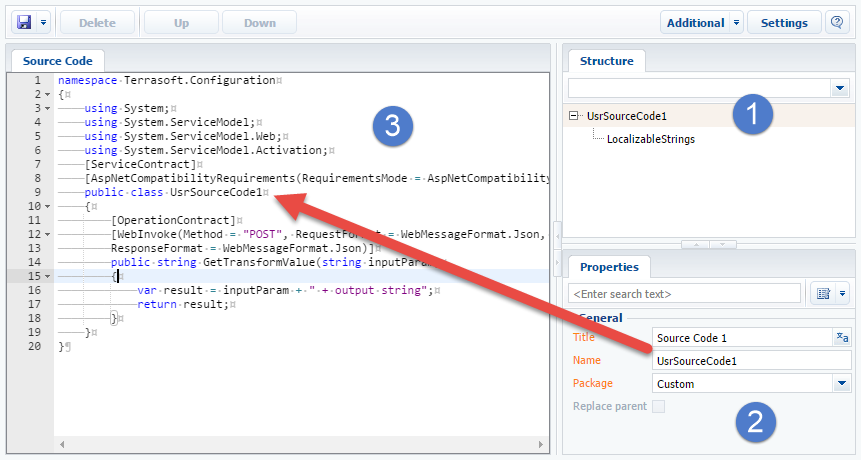 Delete Up Down Additional Settings
Source Code
1 namespace Terrasoft.Configuration
2 {
3 using System;
4 using System.ServiceModel;
5 using System.ServiceModel.Web;
6 using System.ServiceModel.Activation;
7 [ServiceContract]
8 [AspNetCompatibilityRequirements(RequirementsMode = AspNetCompatibility
9 public class UsrSourceCode1
10 {
11 [OperationContract]
12 [WebInvoke(Method = "POST", RequestFormat = WebMessageFormat.Json,
13 ResponseFormat = WebMessageFormat.Json)]
14 public string GetTransformValue(string inputParam
15 {
16 var result = inputParam + " + output string";
17 return result;
18 }
19 }
20 }
3
Structure
1
UsrSourceCode1
LocalizableStrings
Properties
<Enter search text>
General
Title Source Code 1
Name UsrSourceCode1
Package Custom
Replace parent
2